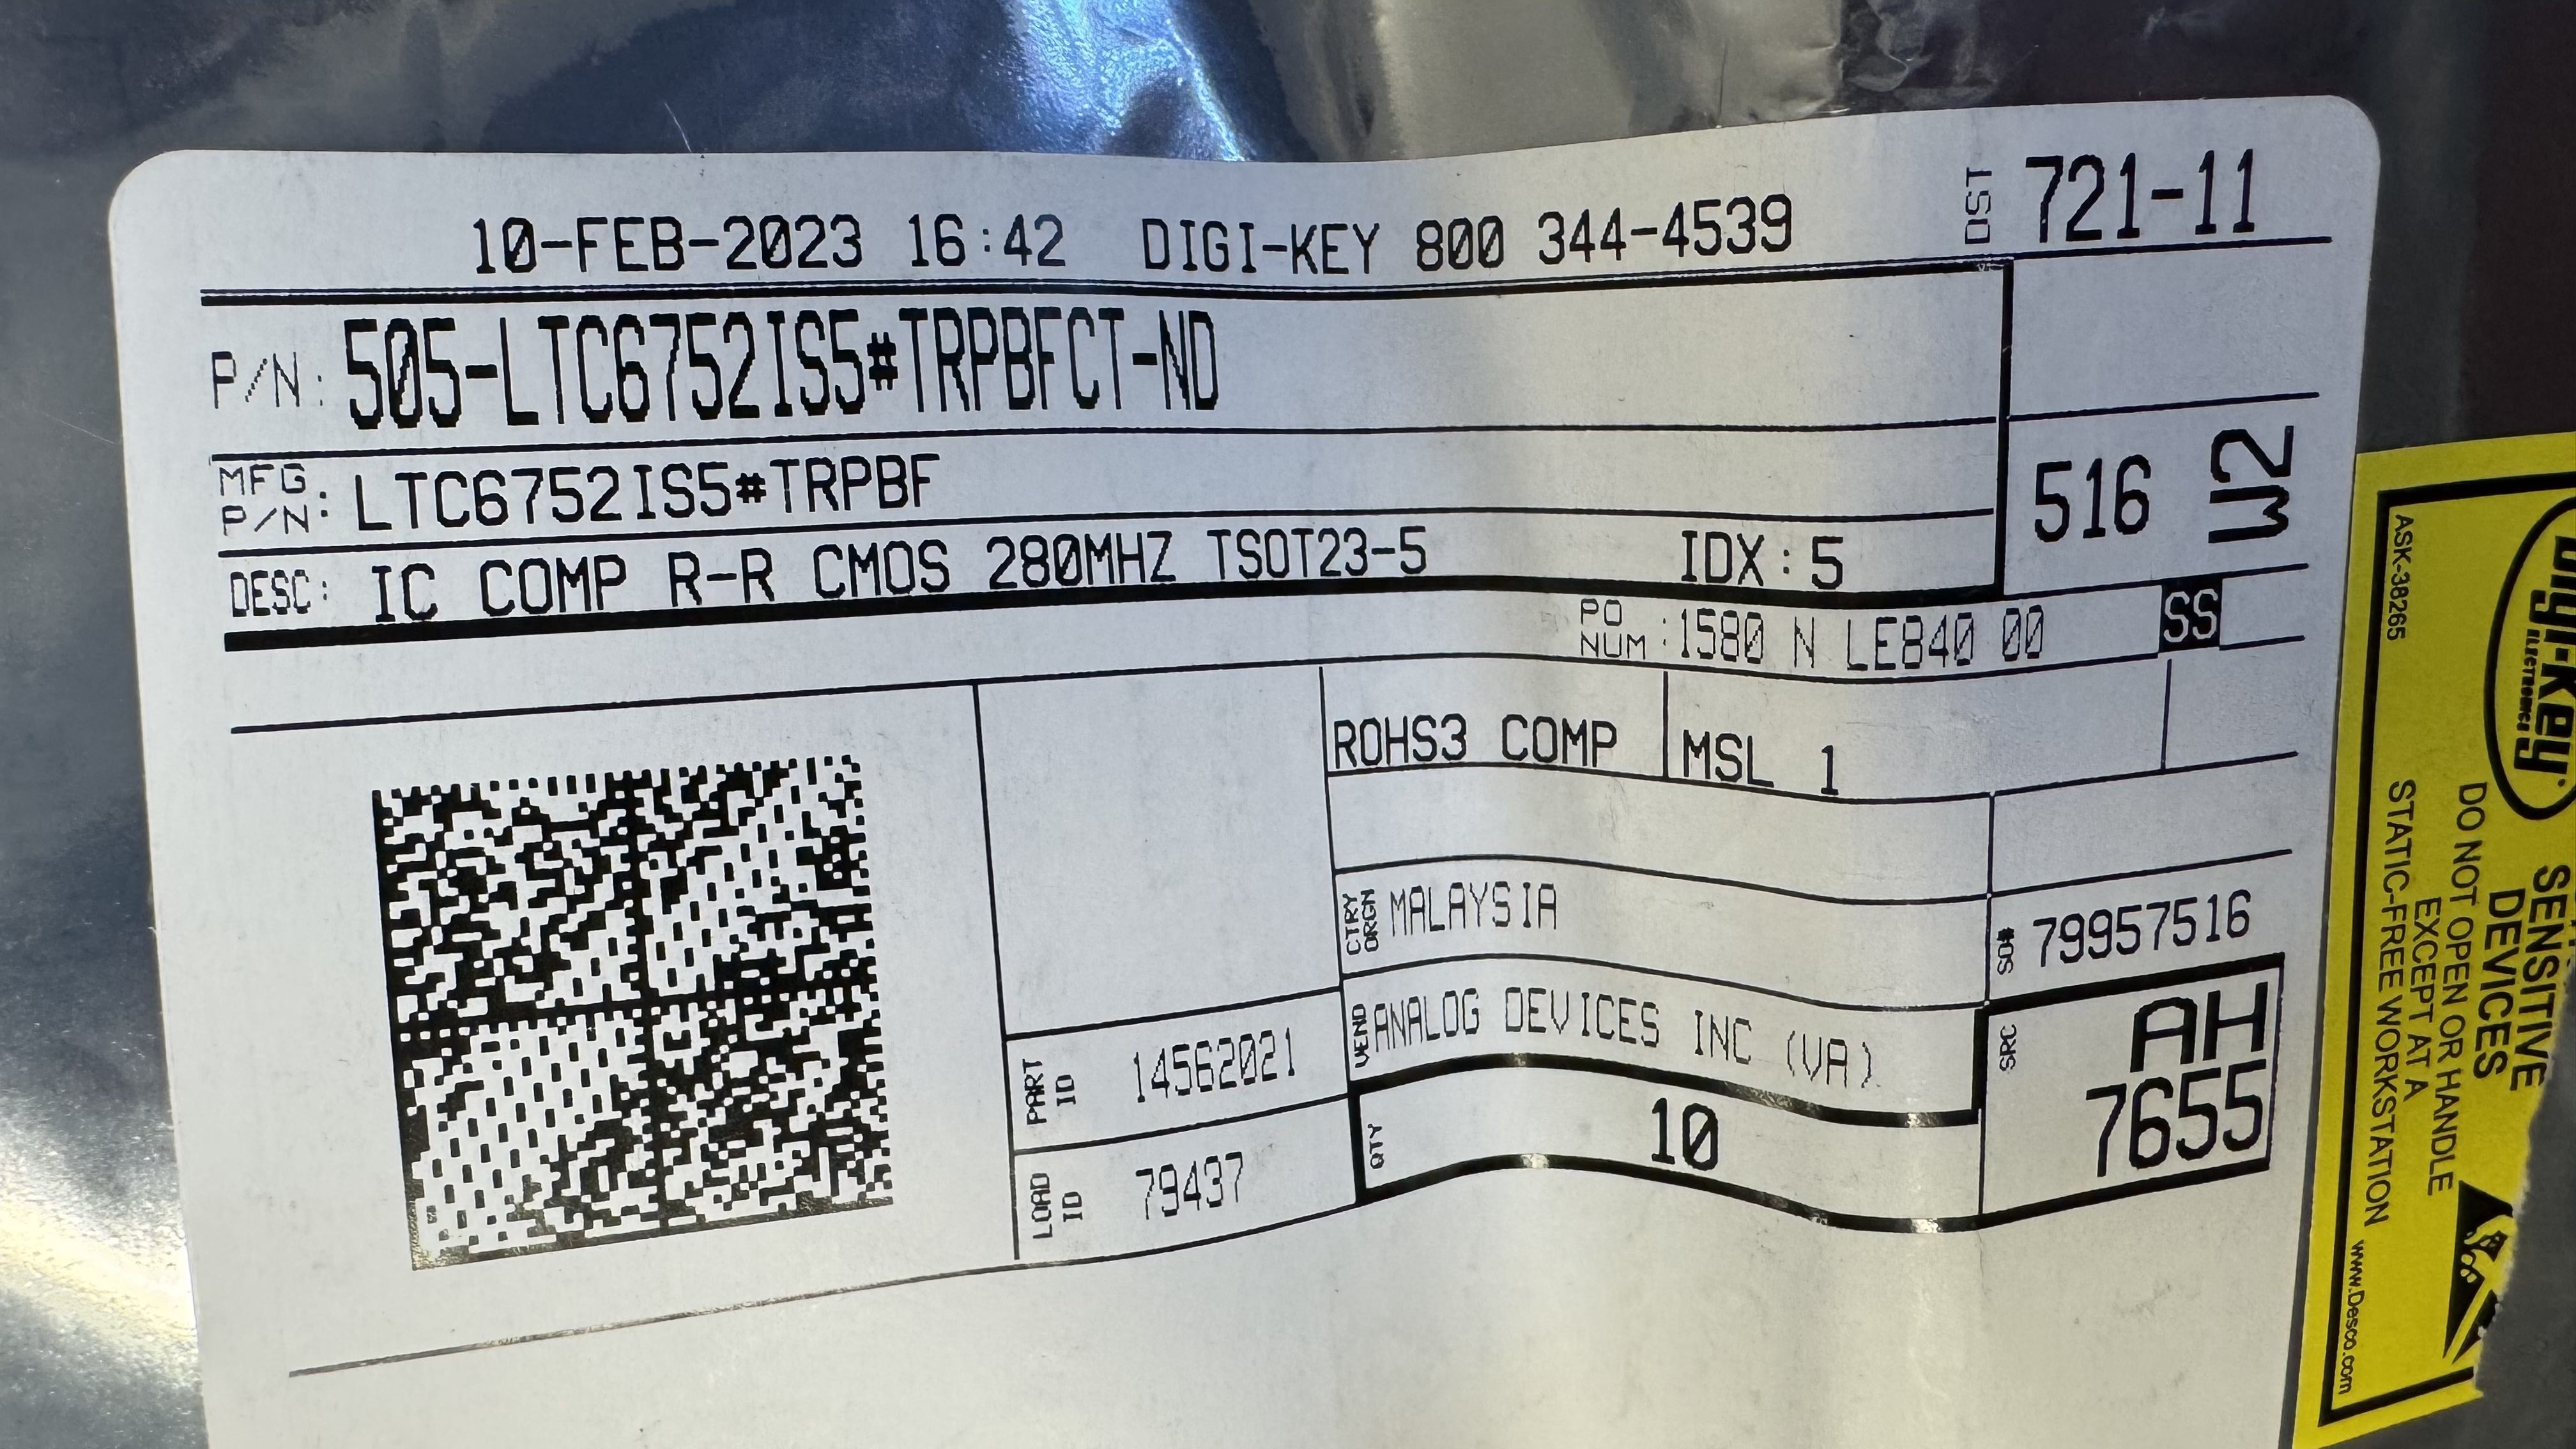 10-FEB-2023 16:42 DIGI-KEY 800 344-4539
DIST 721-11
P/N: 505-LTC6752IS5#TRPBFCT-ND
MFG P/N: LTC6752IS5#TRPBF
516 W2
DESC: IC COMP R-R CMOS 280MHZ TSOT23-5 IDX:5
PO NUM:1580 N LE840 00 SS
ROHS3 COMP MSL 1
CTRY ORGN MALAYSIA
SO# 79957516
VEND ANALOG DEVICES INC (VA)
PART ID 14562021
SRC AH
7655
QTY 10
LOAD ID 79437
ASK-38265
Digi-Key
ELECTRONICS
SENSITIVE
DEVICES
DO NOT OPEN OR HANDLE
EXCEPT AT A
STATIC-FREE WORKSTATION
www.Desco.com